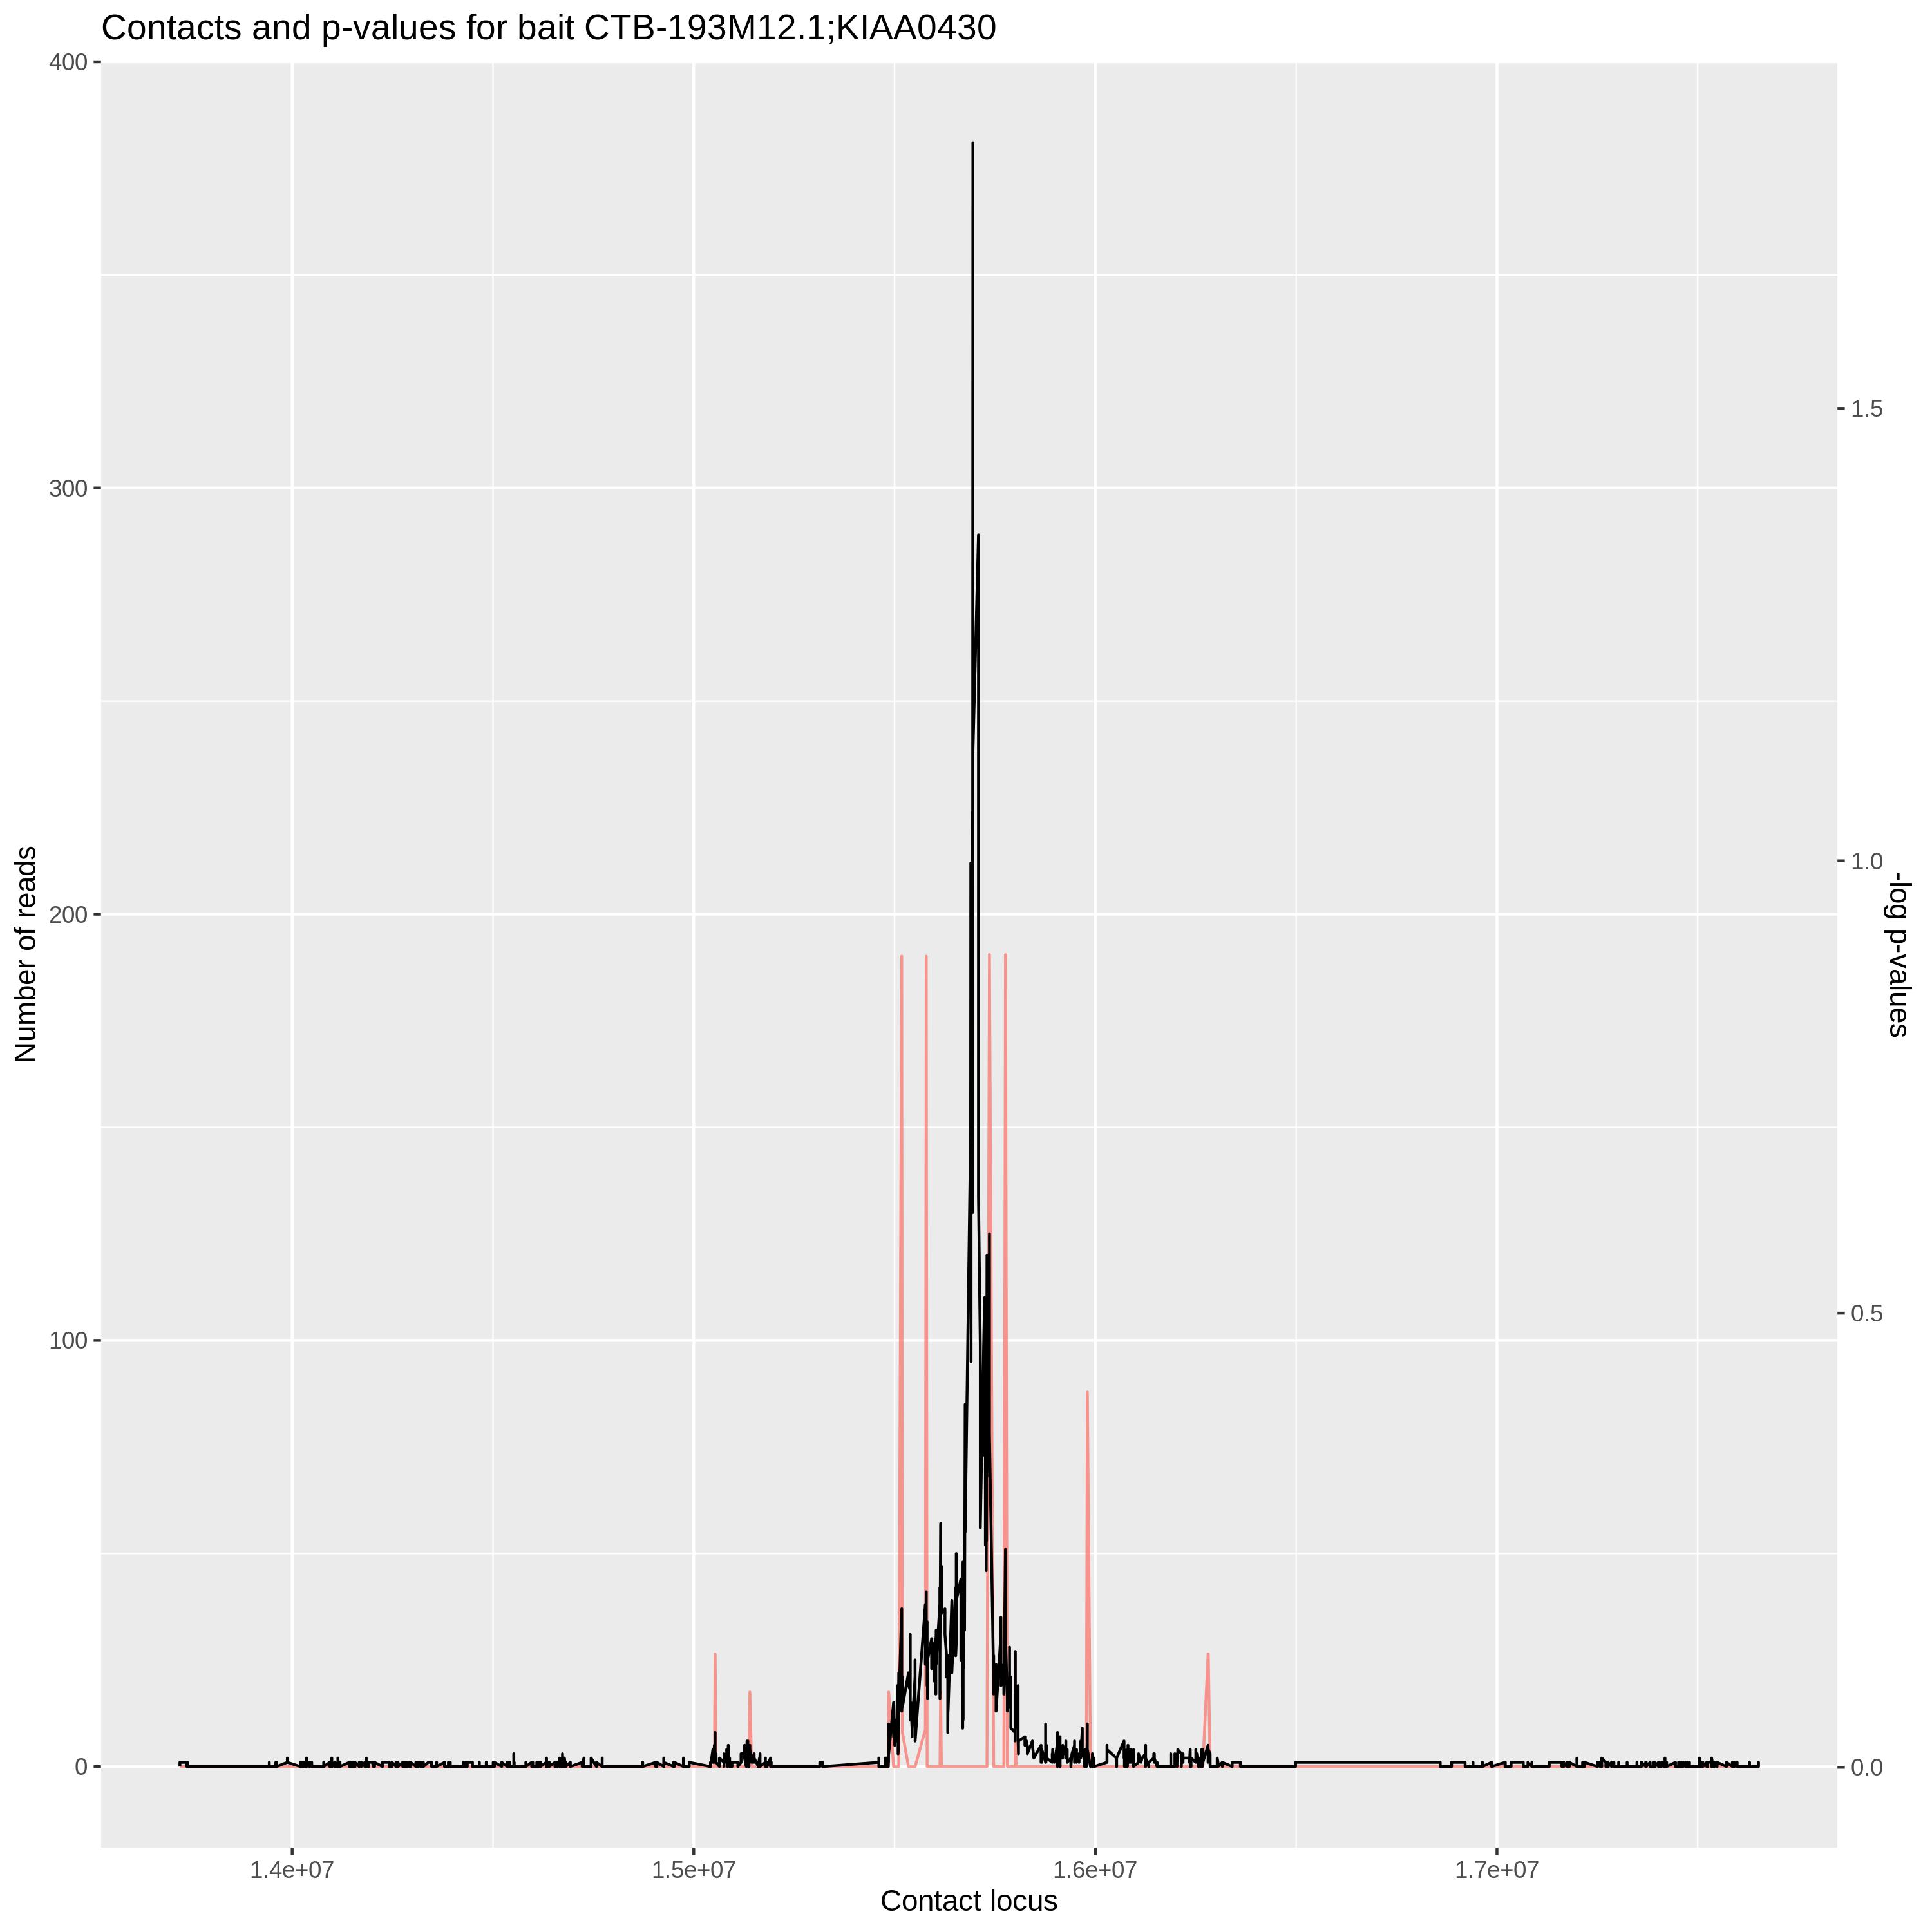 Contacts and p-values for bait CTB-193M12.1;KIAA0430
400
300
200
100
0
Number of reads
1.5
1.0
0.5
0.0
-log p-values
1.4e+07
1.5e+07
1.6e+07
1.7e+07
Contact locus